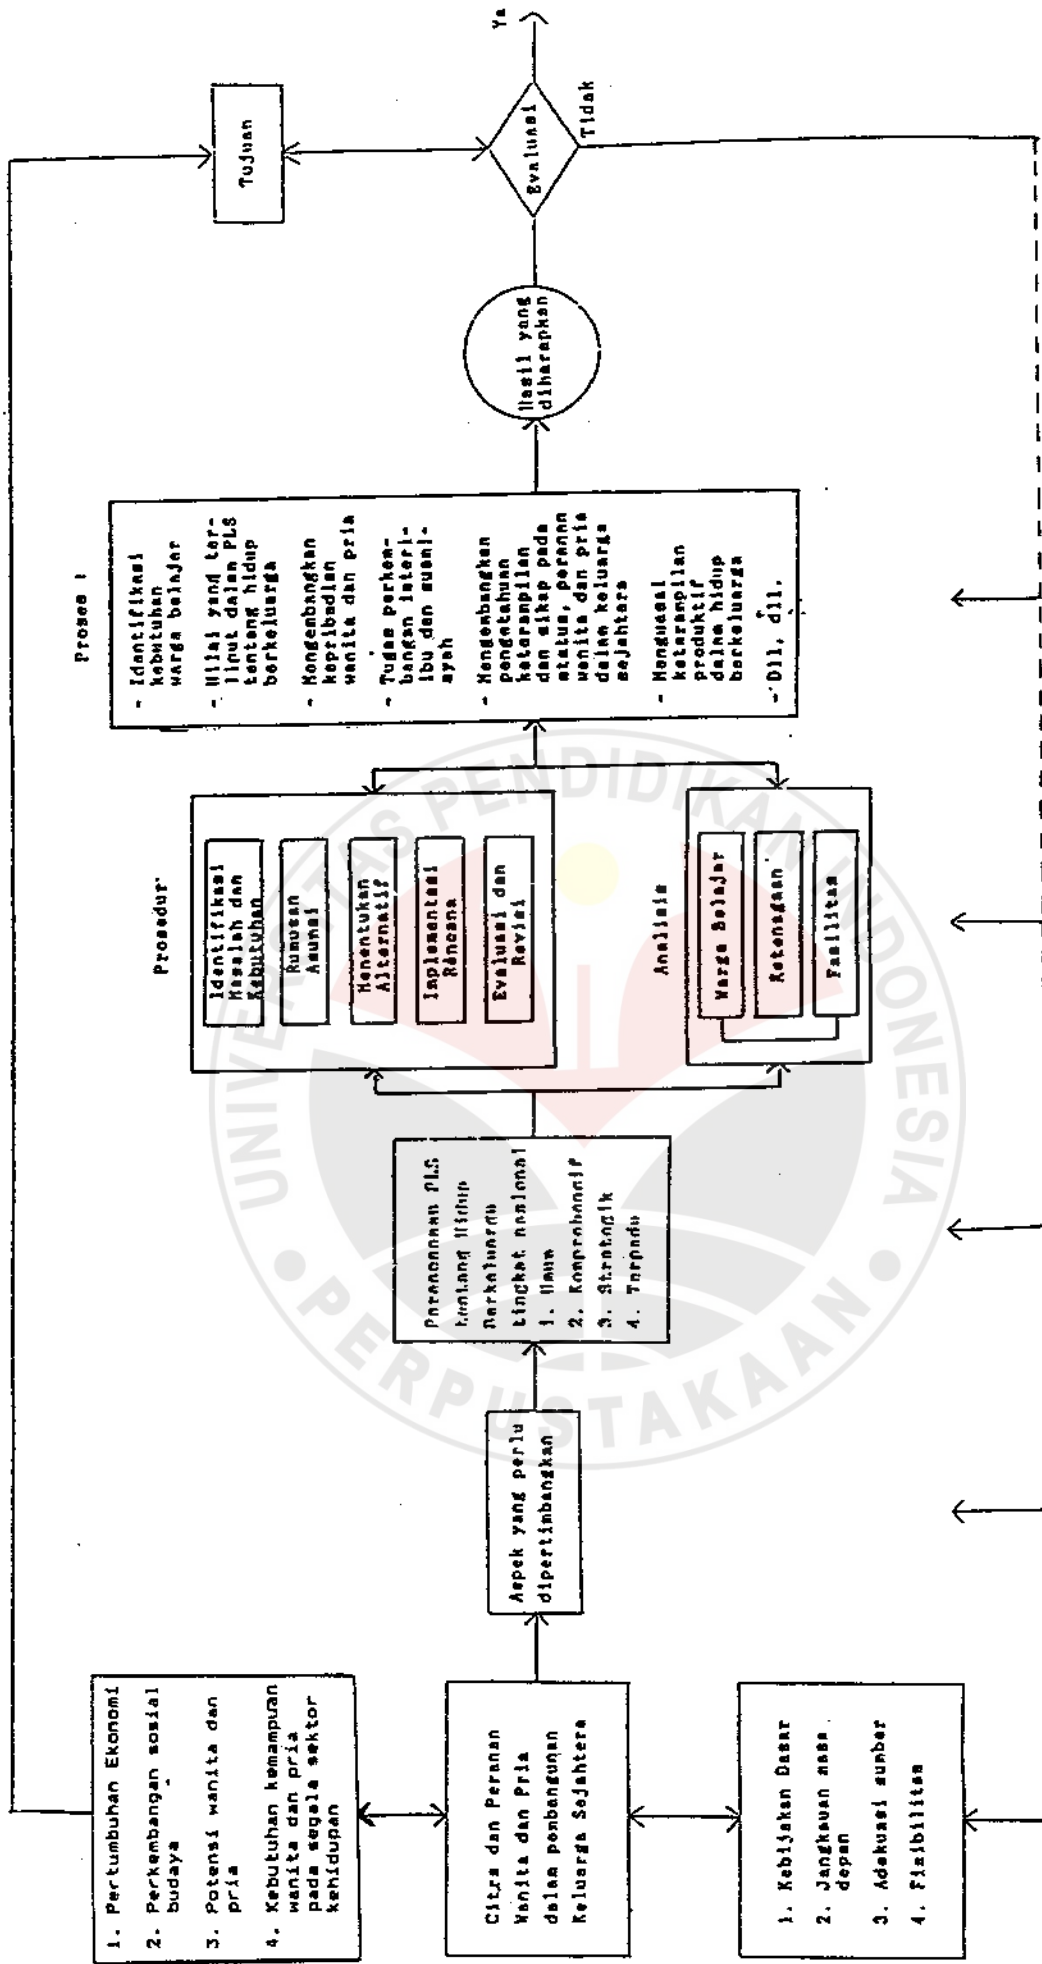 1. Pertumbuhan Ekonomi
2. Perkembangan sosial
budaya
3. Potensi wanita dan
pria
4. Kebutuhan kemampuan
wanita dan pria
pada segala sektor
kehidupan
Citra dan Peranan
Wanita dan Pria
dalam pembangunan
Keluarga Sejahtera
1. Kebijakan Dasar
2. Jangkauan masa
depan
3. Adekuasi sumber
4. Fisibilitas
Aspek yang perlu
dipertimbangkan
Perencanaan PLS
tentang Hidup
Berkeluarga
tingkat nasional
1. Umum
2. Komprehensif
3. Strategik
4. Terpadu
Prosedur
Identifikasi
Masalah dan
Kebutuhan
Rumusan
Asumsi
Menentukan
Alternatif
Implementasi
Rencana
Evaluasi dan
Revisi
Analisis
Warga Belajar
Ketenagaan
Fasilitas
Proses :
- Identifikasi
kebutuhan
warga belajar
- Nilai yang ter-
liput dalam PLS
tentang hidup
berkeluarga
- Mengembangkan
kepribadian
wanita dan pria
- Tugas perkem-
bangan isteri-
ibu dan suami-
ayah
- Mengembangkan
pengetahuan
keterampilan
dan sikap pada
status, peranan
wanita dan pria
dalam keluarga
sejahtera
- Menguasai
keterampilan
produktif
dalam hidup
berkeluarga
- Dll, dll.
Hasil yang
diharapkan
Tujuan
Evaluasi
Ya
Tidak
UNIVERSITAS PENDIDIKAN INDONESIA
PERPUSTAKAAN